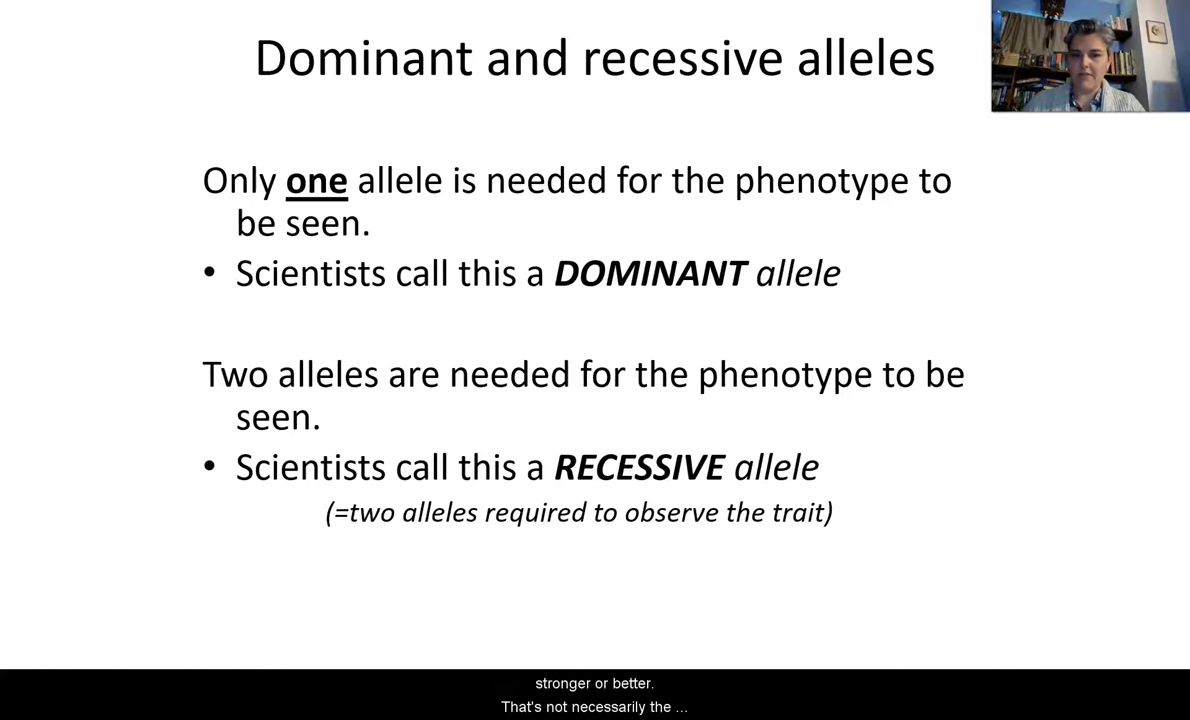 Dominant and recessive alleles
Only one allele is needed for the phenotype to
be seen.
• Scientists call this a DOMINANT allele
Two alleles are needed for the phenotype to be
seen.
• Scientists call this a RECESSIVE allele
(=two alleles required to observe the trait)
stronger or better.
That's not necessarily the ...